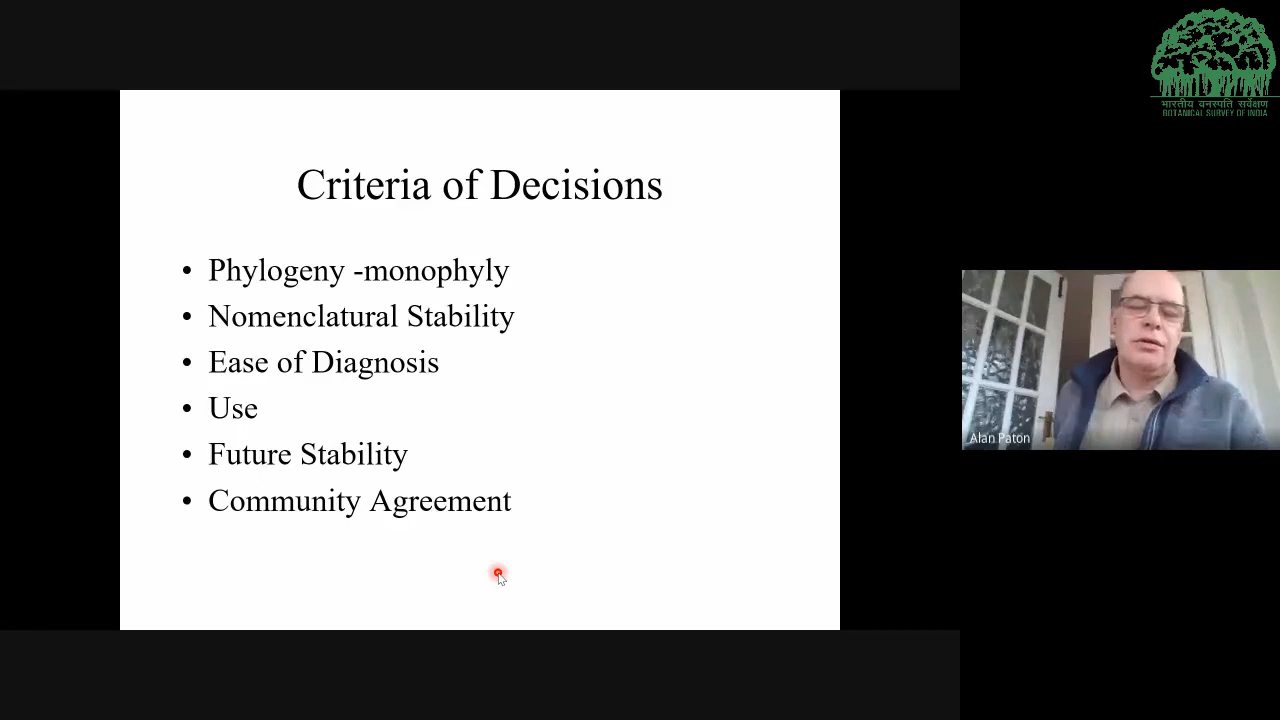 भारतीय वनस्पति सर्वेक्षण
BOTANICAL SURVEY OF INDIA
Criteria of Decisions
• Phylogeny -monophyly
• Nomenclatural Stability
• Ease of Diagnosis
• Use
• Future Stability
• Community Agreement
Alan Paton